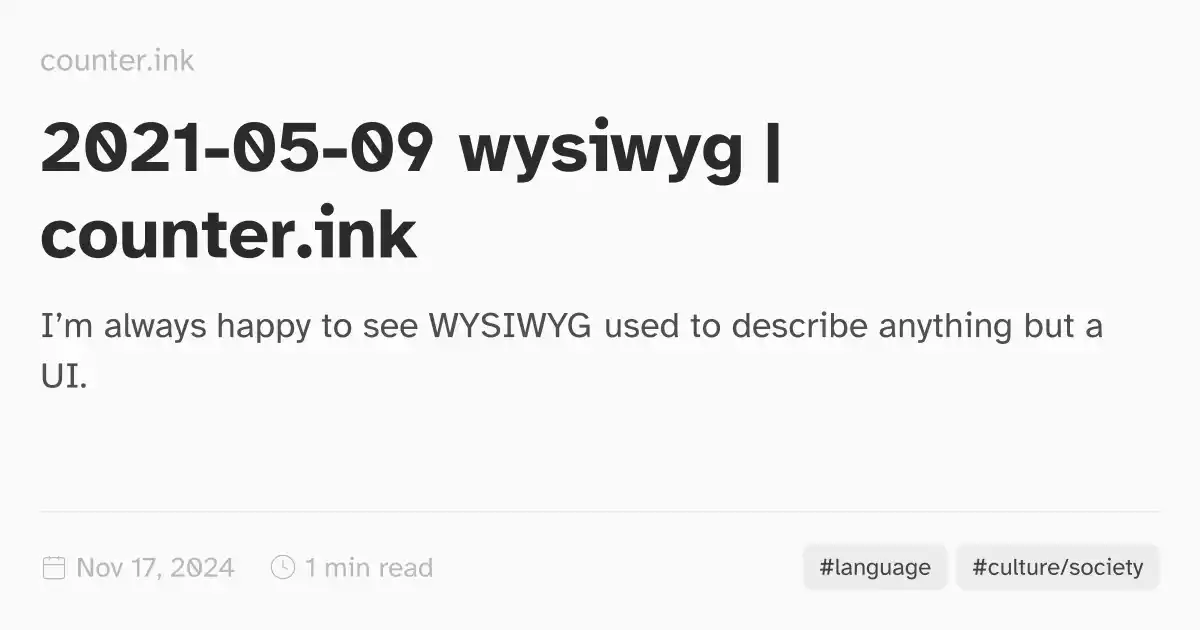 counter.ink
2021-05-09 wysiwyg |
counter.ink
I’m always happy to see WYSIWYG used to describe anything but a
UI.
Nov 17, 2024 1 min read #language #culture/society